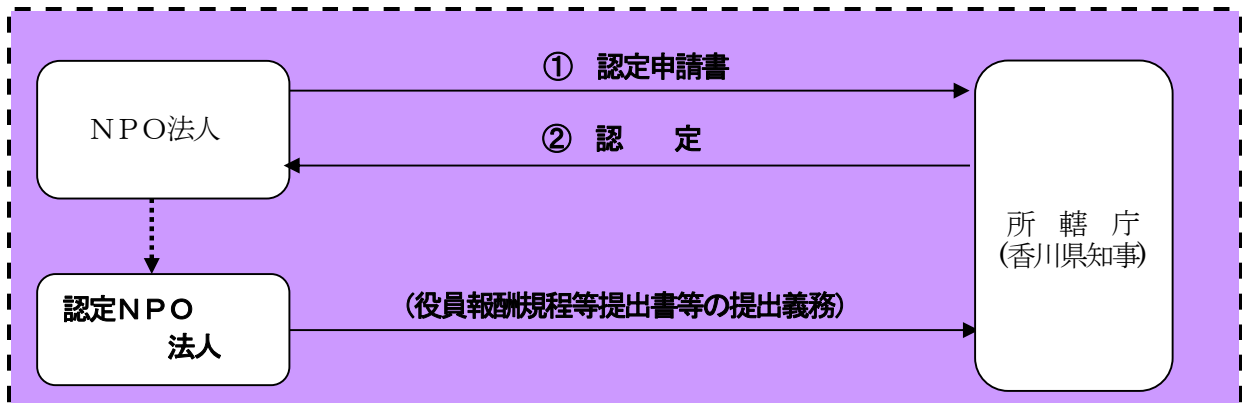 ① 認定申請書
NPO法人
② 認 定
所 轄 庁
(香川県知事)
認定NPO
法人
(役員報酬規程等提出書等の提出義務)